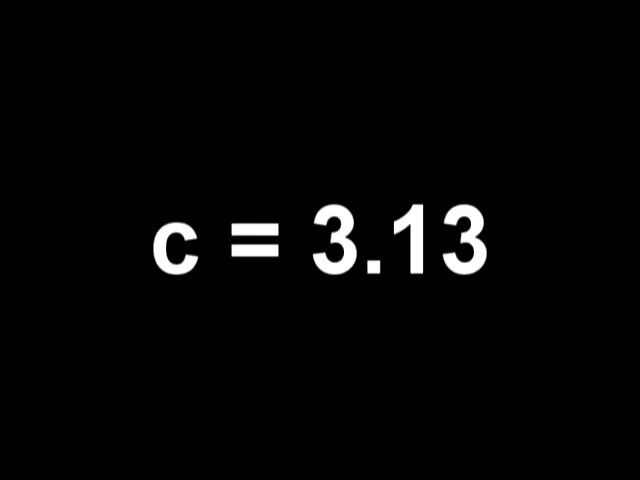 c = 3.13